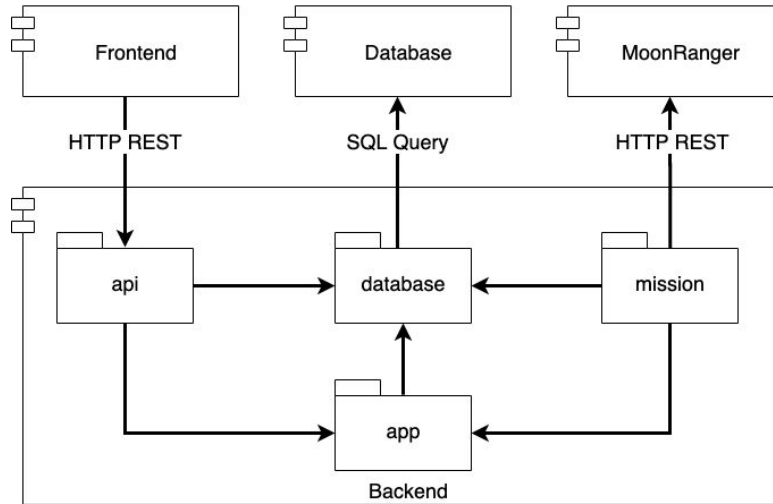 Frontend
Database
MoonRanger
HTTP REST
SQL Query
HTTP REST
api
database
mission
app
Backend